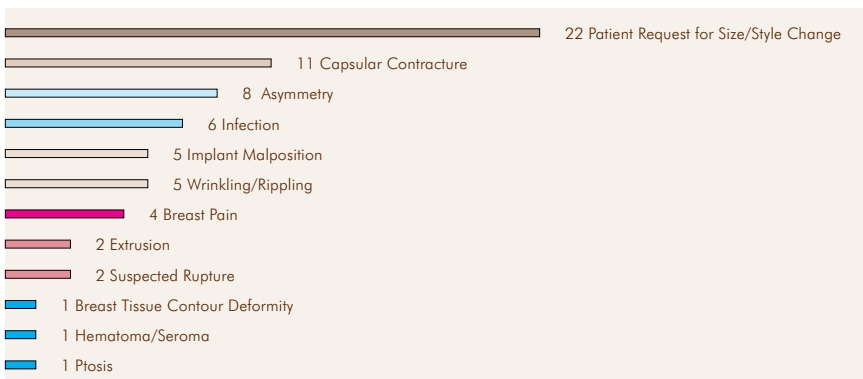 22 Patient Request for Size/Style Change
11 Capsular Contracture
8 Asymmetry
6 Infection
5 Implant Malposition
5 Wrinkling/Rippling
4 Breast Pain
2 Extrusion
2 Suspected Rupture
1 Breast Tissue Contour Deformity
1 Hematoma/Seroma
1 Ptosis